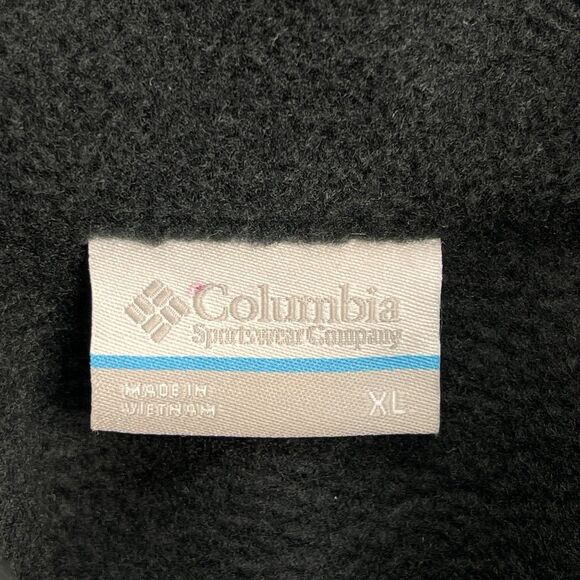 Columbia
Sportswear Company
MADE IN
VIETNAM
XL